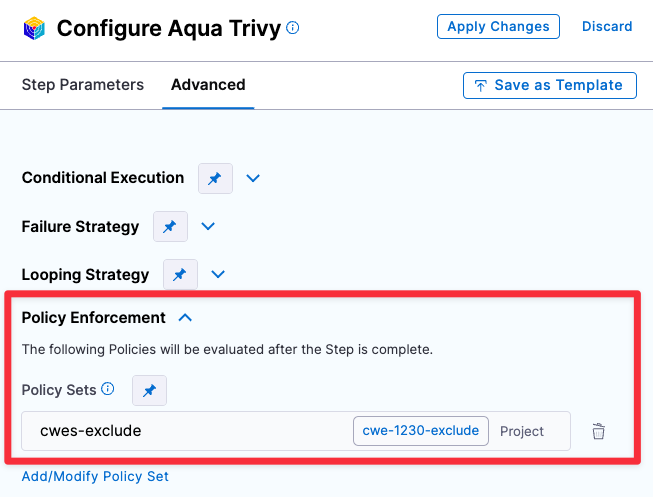 Configure Aqua Trivy
Apply Changes
Discard
Step Parameters
Advanced
Save as Template
Conditional Execution
Failure Strategy
Looping Strategy
Policy Enforcement
The following Policies will be evaluated after the Step is complete.
Policy Sets
cwes-exclude
cwe-1230-exclude
Project
Add/Modify Policy Set